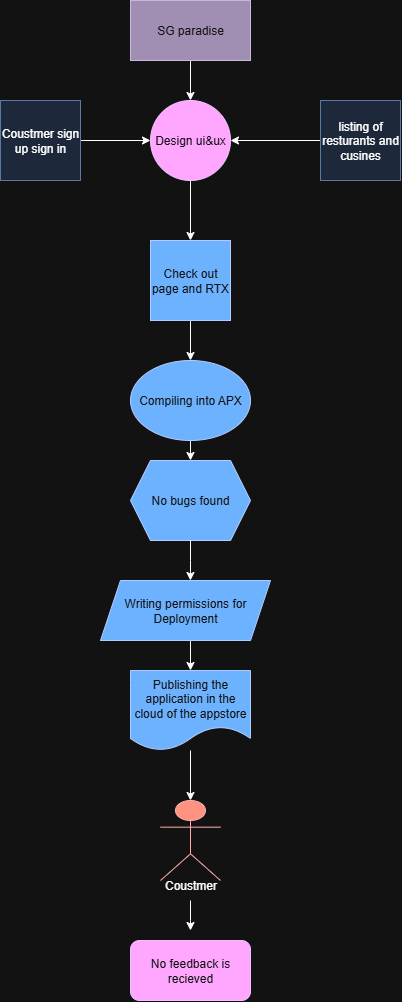 SG paradise
Coustmer sign
up sign in
Design ui&ux
listing of
resturants and
cusines
Check out
page and RTX
Compiling into APX
No bugs found
Writing permissions for
Deployment
Publishing the
application in the
cloud of the appstore
Coustmer
No feedback is
recieved